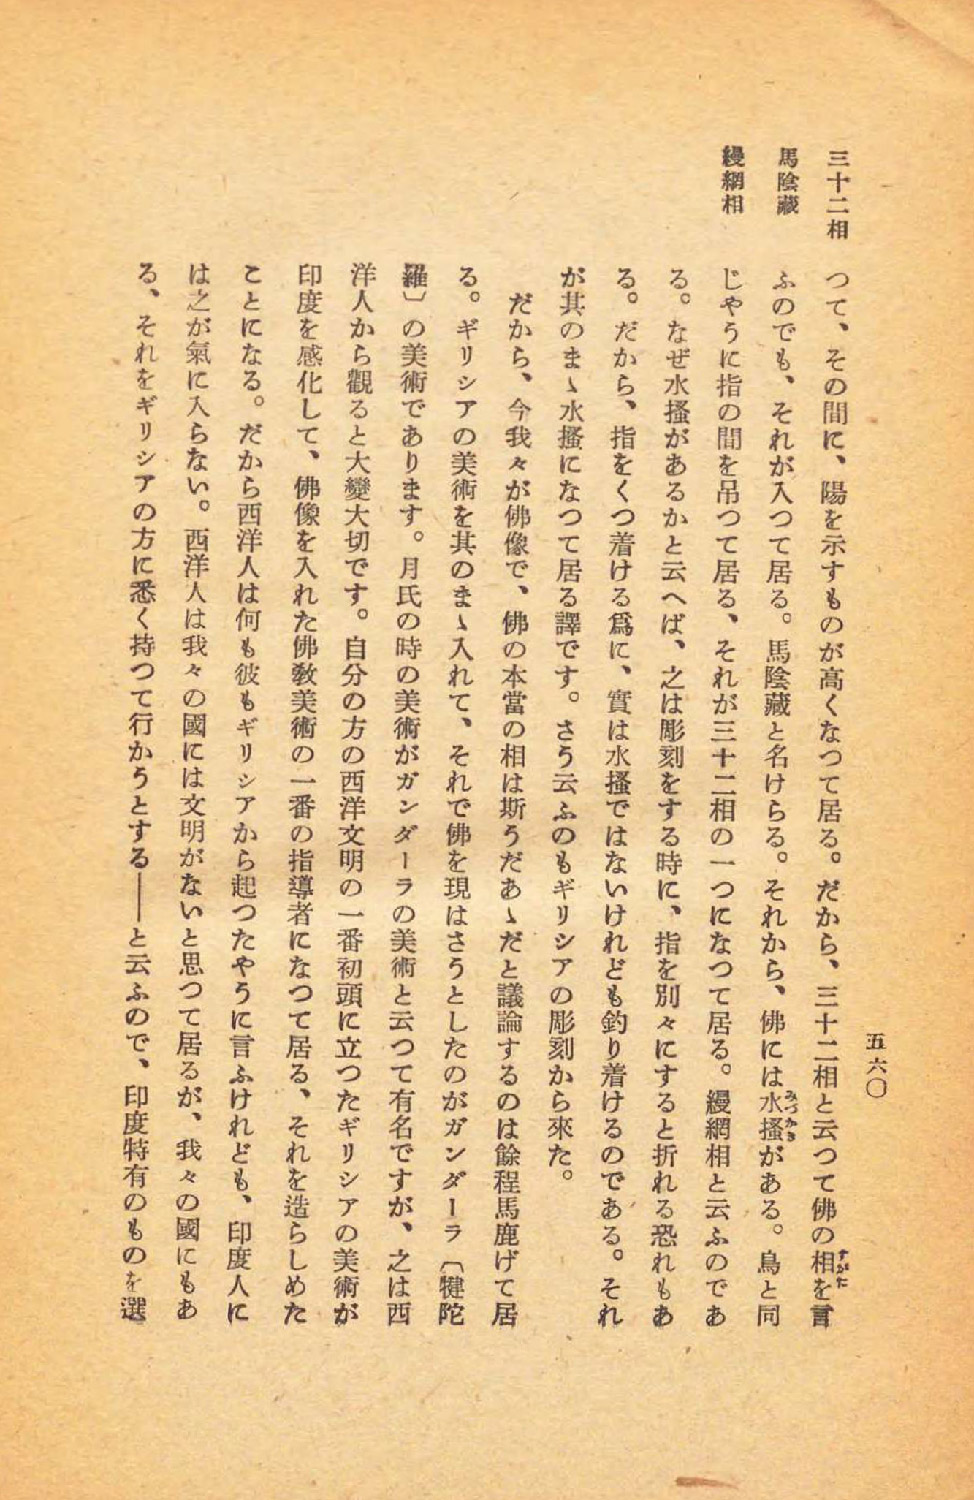 五六〇
三十二相
馬陰藏
縵網相
つて、その間に、陽を示すものが高くなつて居る。だから、三十二相と云つて佛の相を言
すがた
ふのでも、それが入つて居る。馬陰藏と名けらる。それから、佛には水掻がある。鳥と同
みづかき
じやうに指の間を吊つて居る、それが三十二相の一つになつて居る。縵網相と云ふのであ
る。なぜ水掻があるかと云へば、之は彫刻をする時に、指を別々にすると折れる恐れもあ
る。だから、指をくつ着ける爲に、實は水掻ではないけれども釣り着けるのである。それ
が其のまゝ水掻になつて居る譯です。さう云ふのもギリシアの彫刻から來た。
だから、今我々が佛像で、佛の本當の相は斯うだあゝだと議論するのは餘程馬鹿げて居
る。ギリシアの美術を其のまゝ入れて、それで佛を現はさうとしたのがガンダーラ〔犍陀
羅〕の美術であります。月氏の時の美術がガンダーラの美術と云つて有名ですが、之は西
洋人から觀ると大變大切です。自分の方の西洋文明の一番初頭に立つたギリシアの美術が
印度を感化して、佛像を入れた佛敎美術の一番の指導者になつて居る、それを造らしめた
ことになる。だから西洋人は何も彼もギリシアから起つたやうに言ふけれども、印度人に
は之が氣に入らない。西洋人は我々の國には文明がないと思つて居るが、我々の國にもあ
る、それをギリシアの方に悉く持つて行かうとする——と云ふので、印度特有のものを選